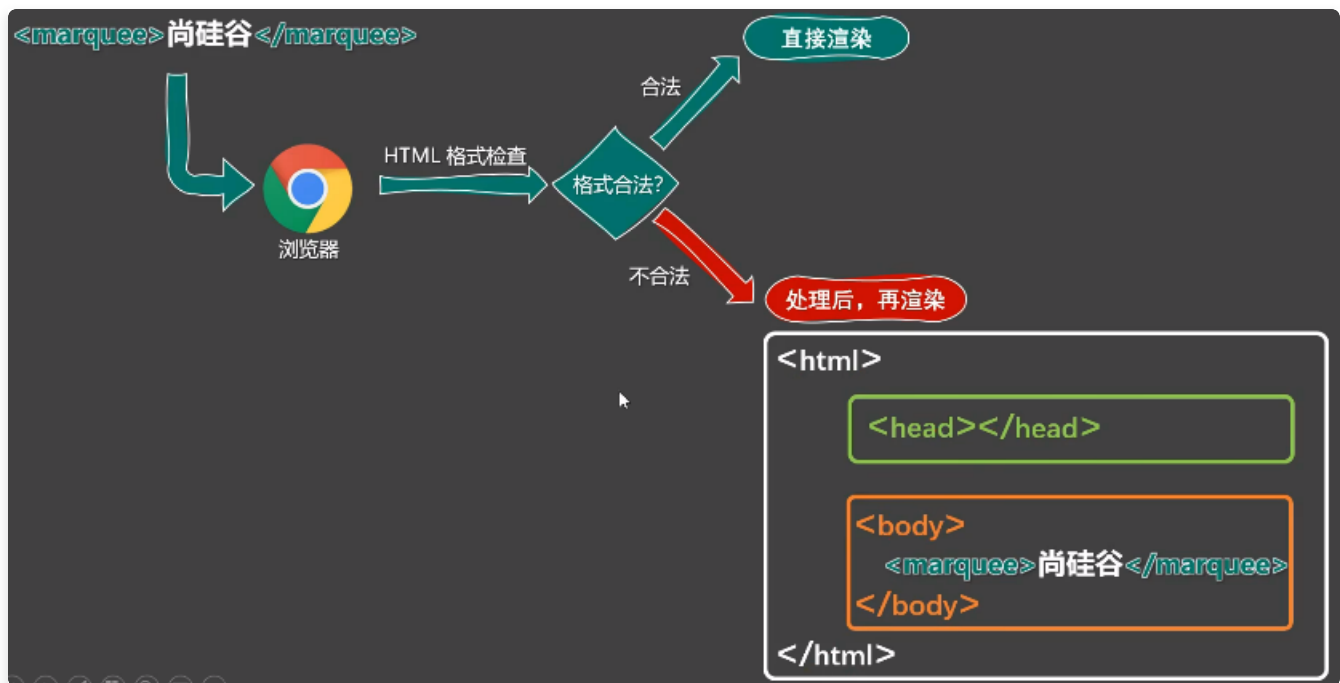 <marquee>尚硅谷</marquee>
直接渲染
合法
HTML 格式检查
格式合法?
浏览器
不合法
处理后，再渲染
<html>
<head></head>
<body>
<marquee>尚硅谷</marquee>
</body>
</html>